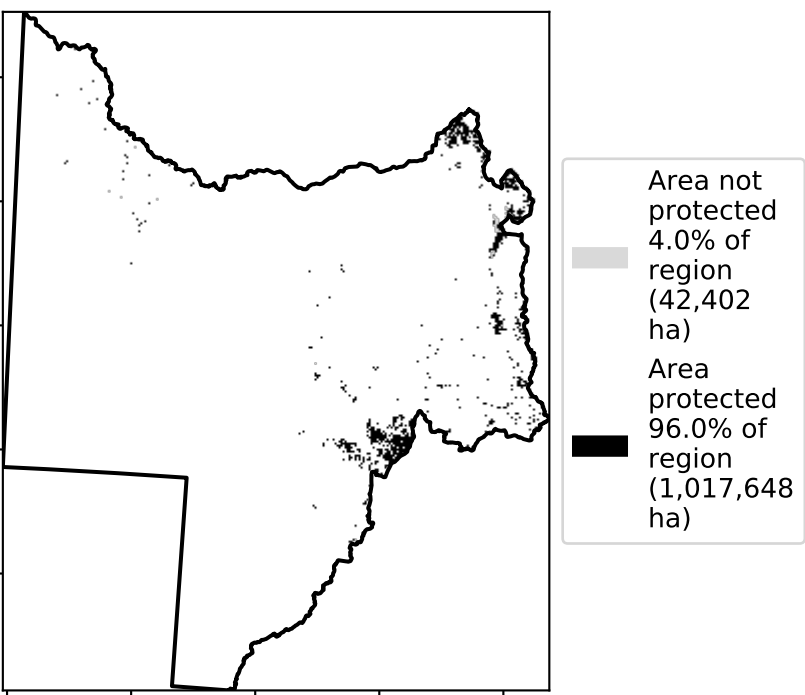 Area not
protected
4.0% of
region
(42,402
ha)
Area
protected
96.0% of
region
(1,017,648
ha)